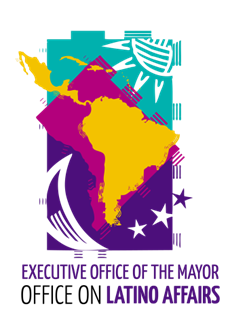 EXECUTIVE OFFICE OF THE MAYOR
OFFICE ON LATINO AFFAIRS